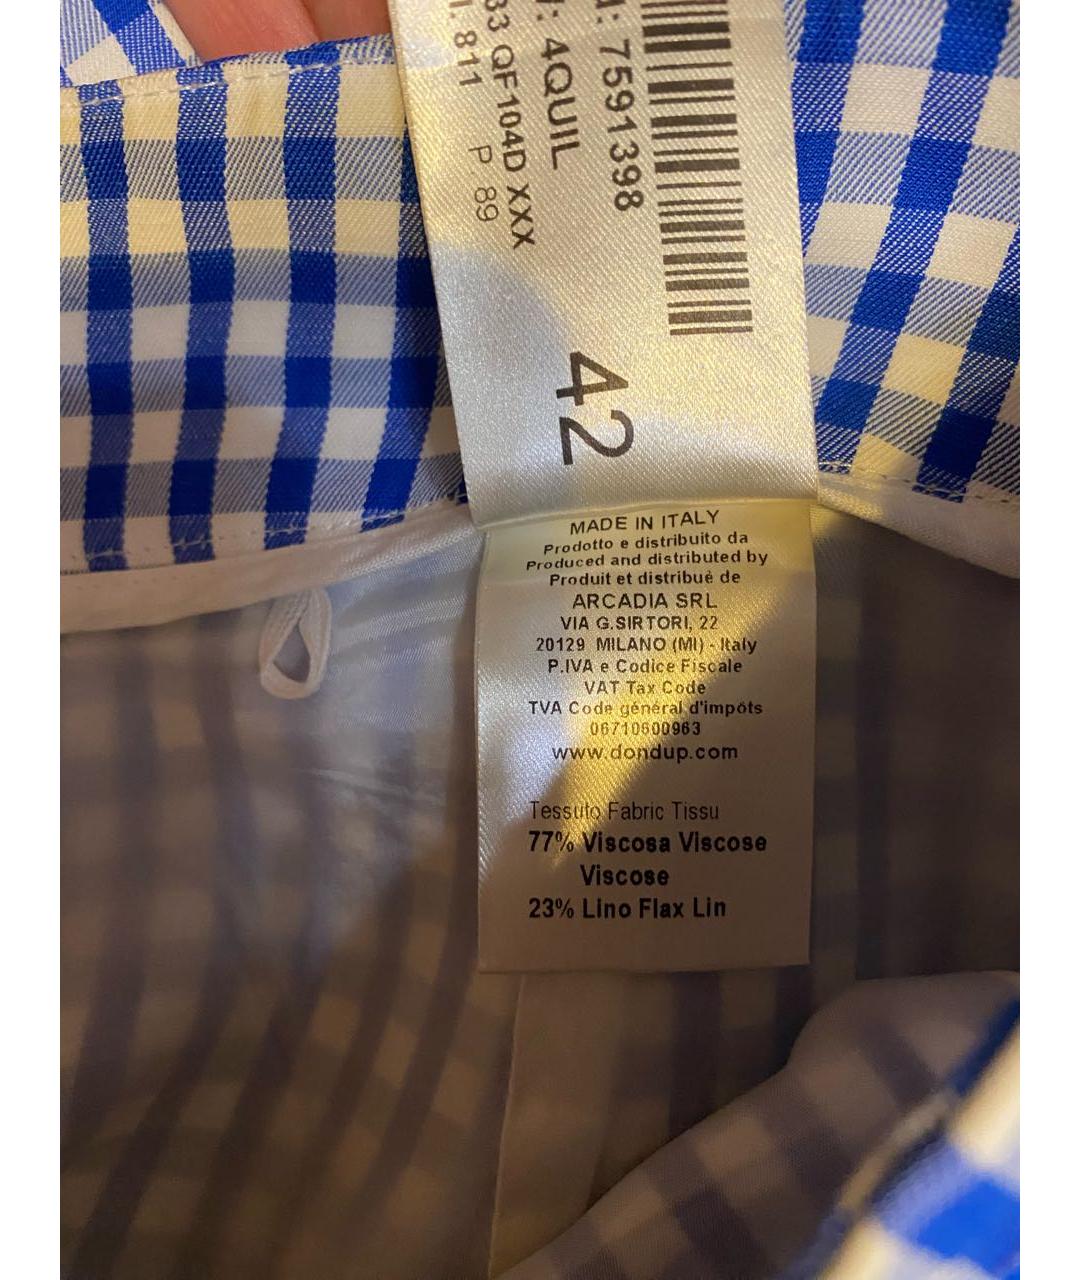 7591398
4QUIL
33 QF104D XXX
811
P. 89
42
MADE IN ITALY
Prodotto e distribuito da
Produced and distributed by
Produit et distribué de
ARCADIA SRL
VIA G.SIRTORI, 22
20129 MILANO (MI) - Italy
P.IVA e Codice Fiscale
VAT Tax Code
TVA Code général d'impôts
06710600963
www.dondup.com
Tessuto Fabric Tissu
77% Viscosa Viscose
Viscose
23% Lino Flax Lin